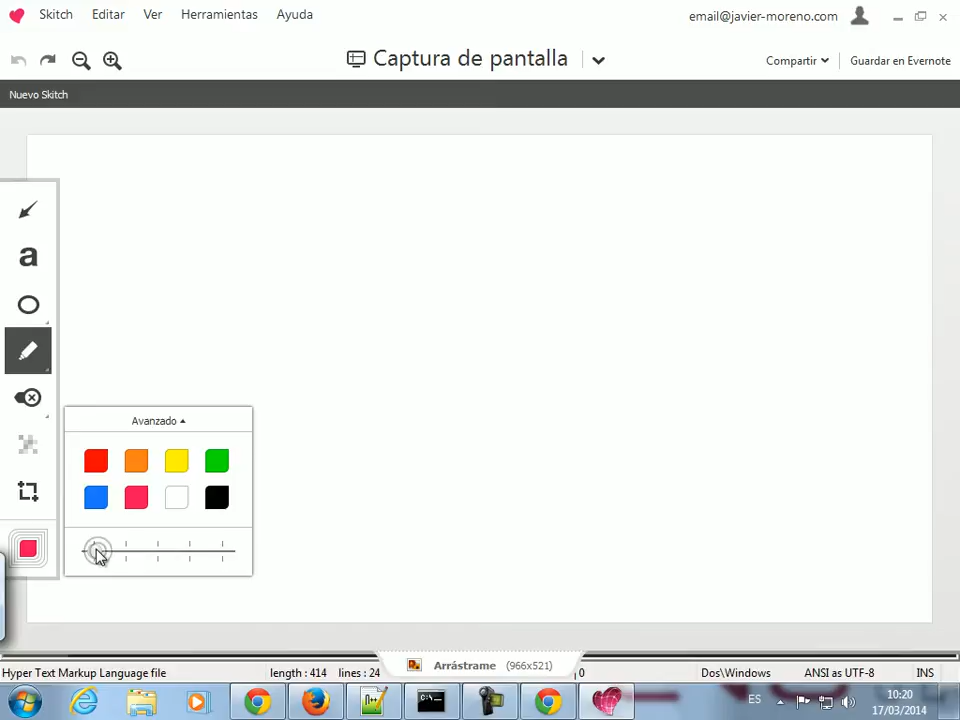 Skitch Editar Ver Herramientas Ayuda email@javier-moreno.com
Captura de pantalla Compartir Guardar en Evernote
Nuevo Skitch
a
Avanzado
Arrástrame (966x521)
Hyper Text Markup Language file length : 414 lines : 24 0 Dos\Windows ANSI as UTF-8 INS
ES 10:20
17/03/2014